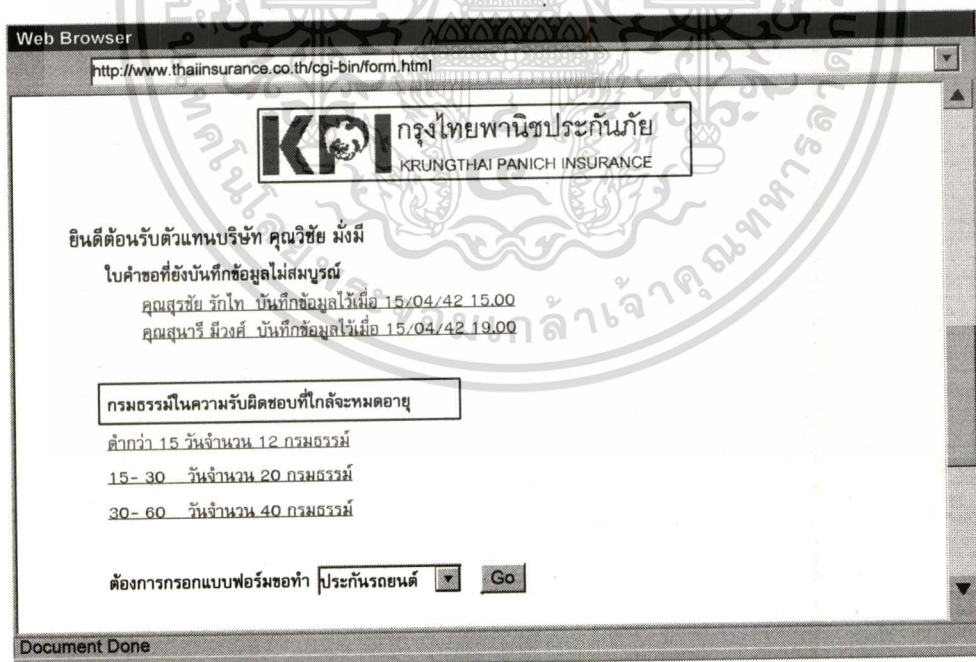 Web Browser
http://www.thaiinsurance.co.th/cgi-bin/form.html
KPI กรุงไทยพานิชประกันภัย
KRUNGTHAI PANICH INSURANCE
ยินดีต้อนรับตัวแทนบริษัท คุณวิชัย มั่งมี
ใบคำขอที่ยังบันทึกข้อมูลไม่สมบูรณ์
คุณสุรชัย รักไท บันทึกข้อมูลไว้เมื่อ 15/04/42 15.00
คุณสุนารี มีวงศ์ บันทึกข้อมูลไว้เมื่อ 15/04/42 19.00
กรมธรรม์ในความรับผิดชอบที่ใกล้จะหมดอายุ
ต่ำกว่า 15 วันจำนวน 12 กรมธรรม์
15- 30 วันจำนวน 20 กรมธรรม์
30- 60 วันจำนวน 40 กรมธรรม์
ต้องการกรอกแบบฟอร์มขอทำ ประกันรถยนต์ Go
Document Done